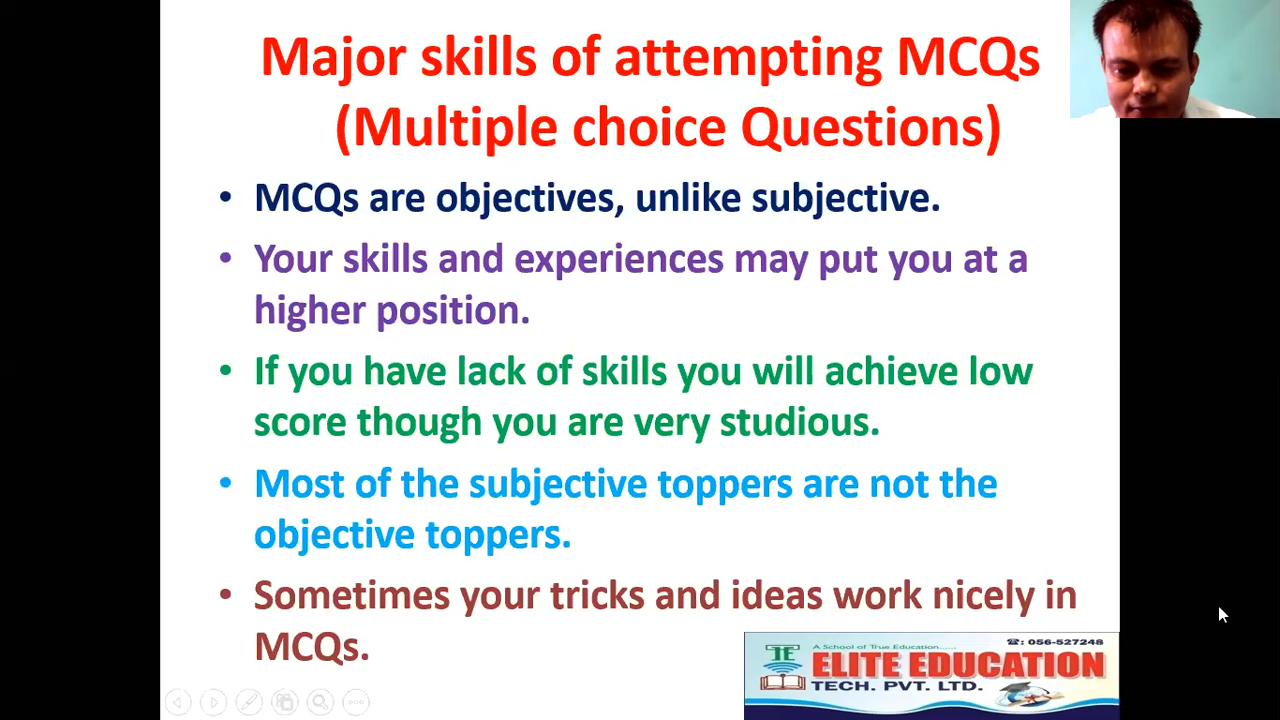 Major skills of attempting MCQs
(Multiple choice Questions)
• MCQs are objectives, unlike subjective.
• Your skills and experiences may put you at a
higher position.
• If you have lack of skills you will achieve low
score though you are very studious.
• Most of the subjective toppers are not the
objective toppers.
• Sometimes your tricks and ideas work nicely in
MCQs.
☎: 056-527248
A School of True Education......
TE
ELITE EDUCATION
TECH. PVT. LTD.